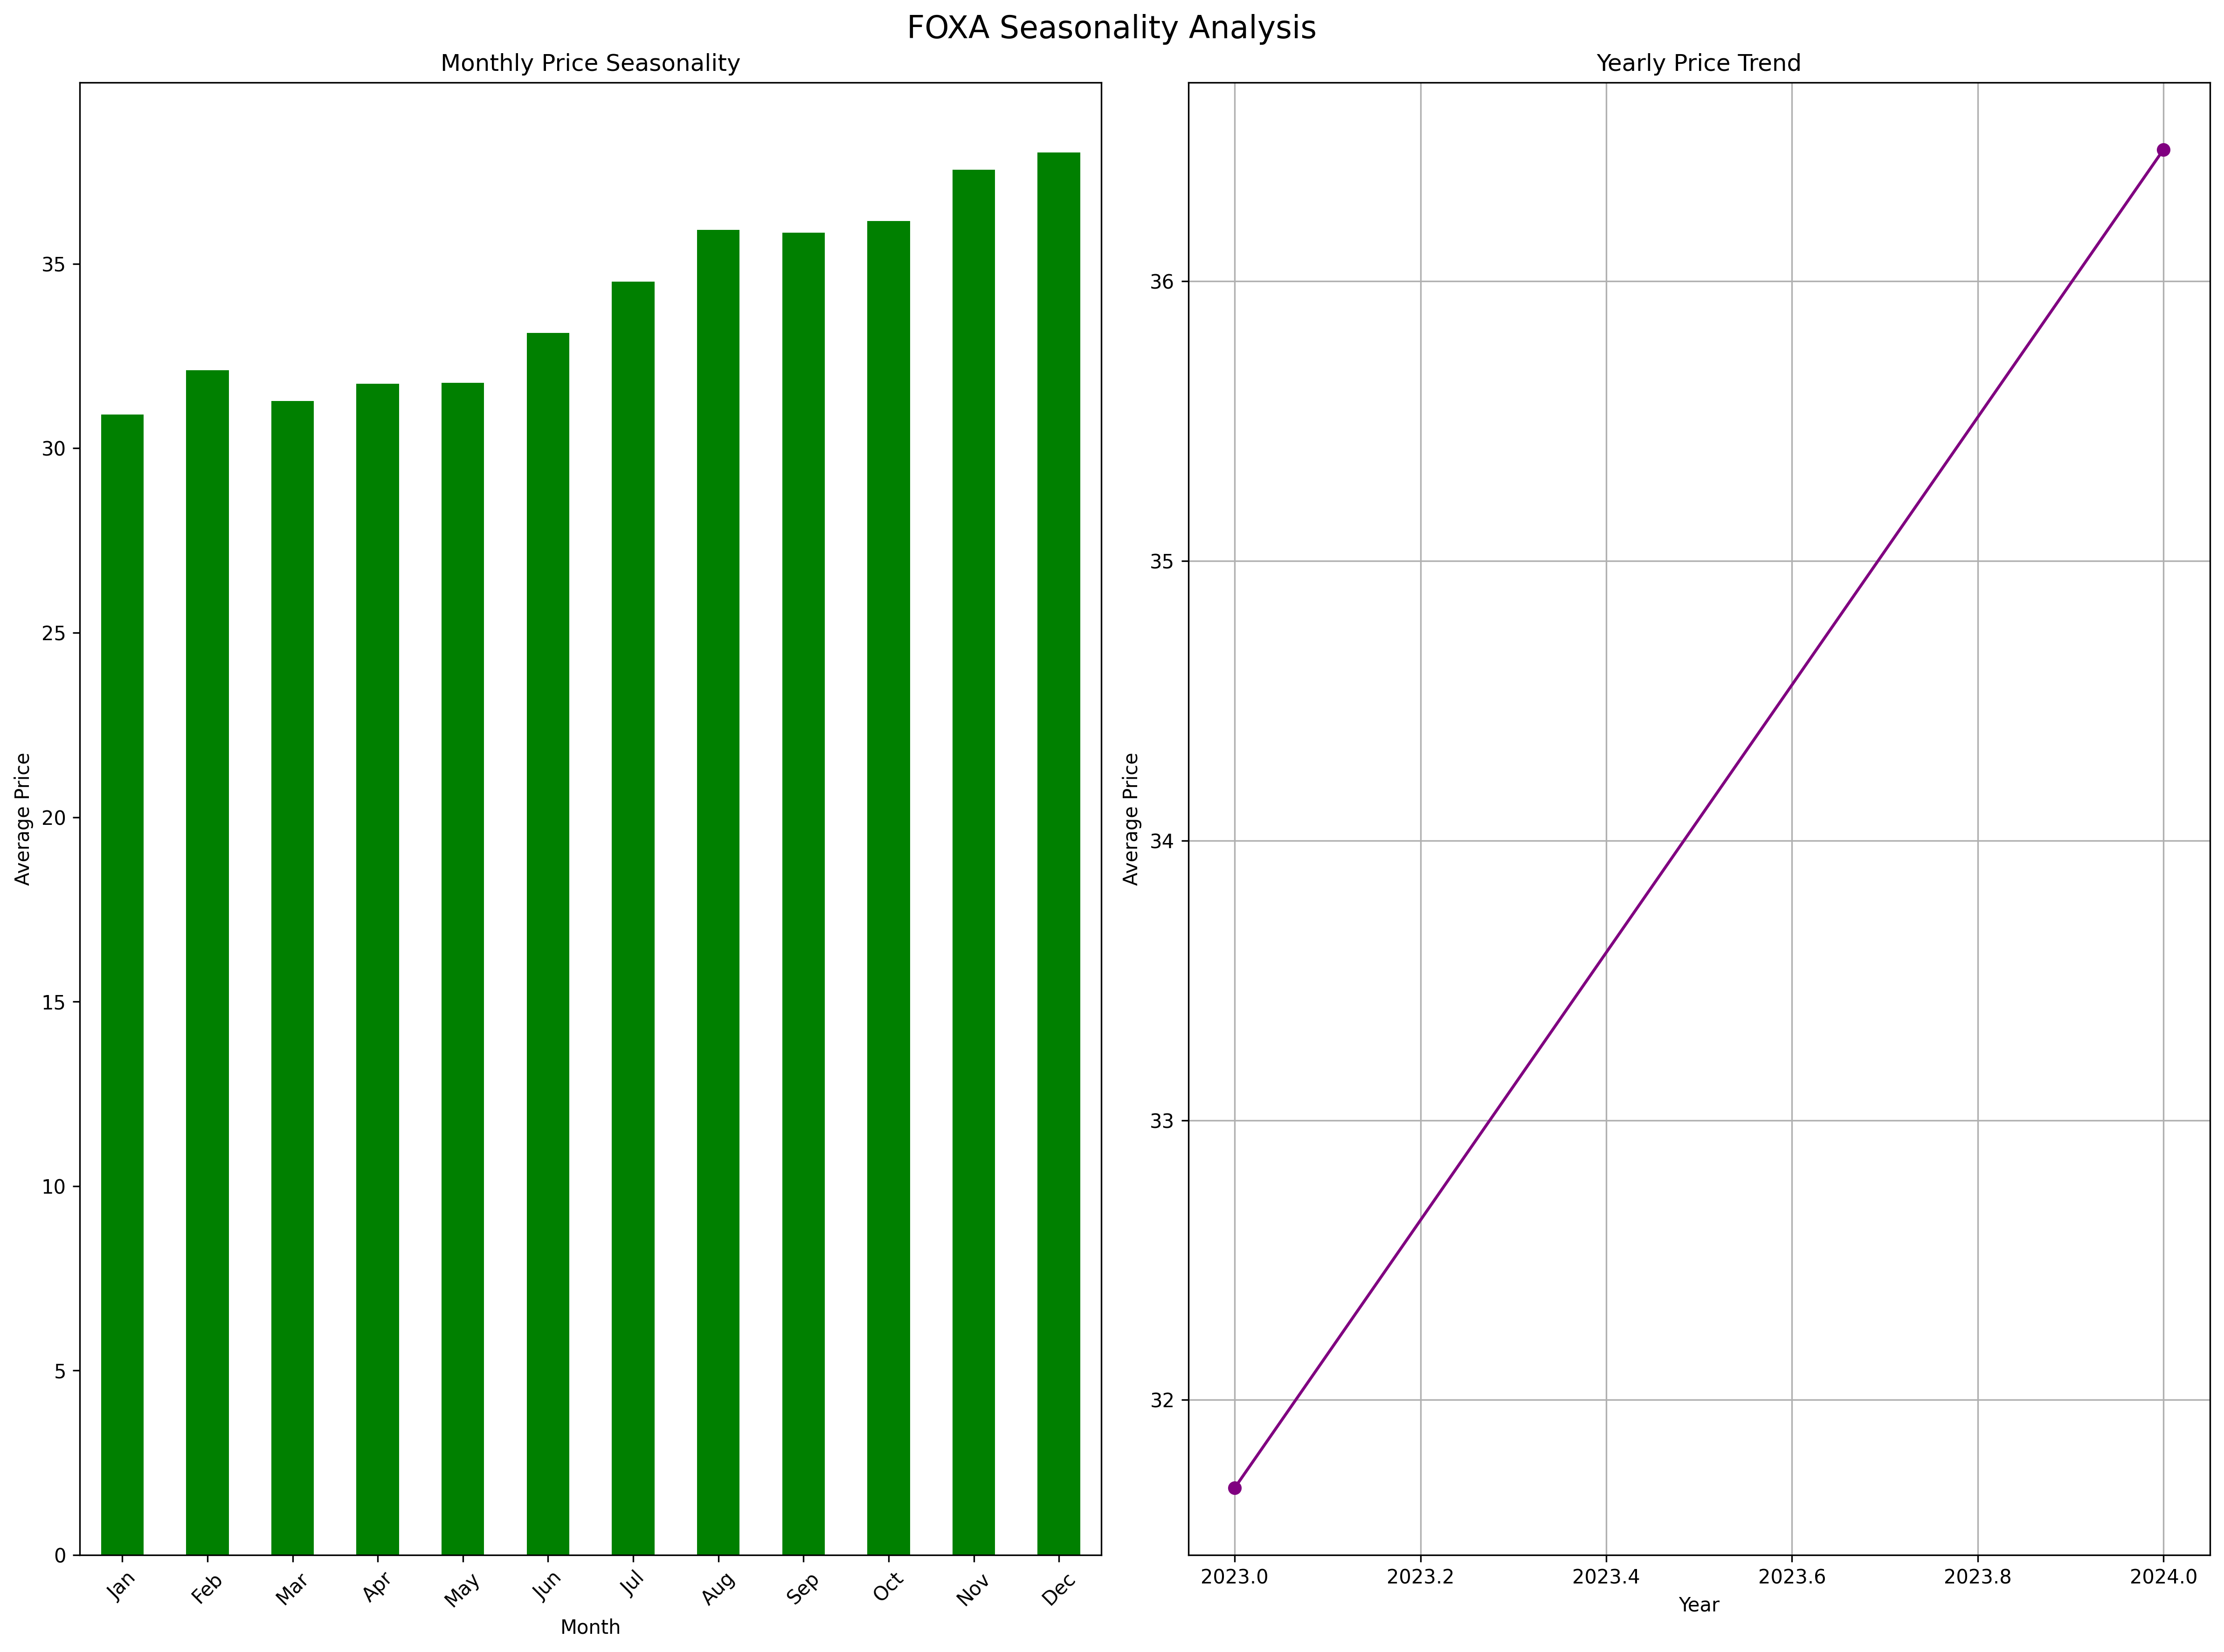 FOXA Seasonality Analysis
Monthly Price Seasonality
Average Price
35
30
25
20
15
10
5
0
Jan Feb Mar Apr May Jun Jul Aug Sep Oct Nov Dec
Month
Yearly Price Trend
Average Price
36
35
34
33
32
2023.0 2023.2 2023.4 2023.6 2023.8 2024.0
Year